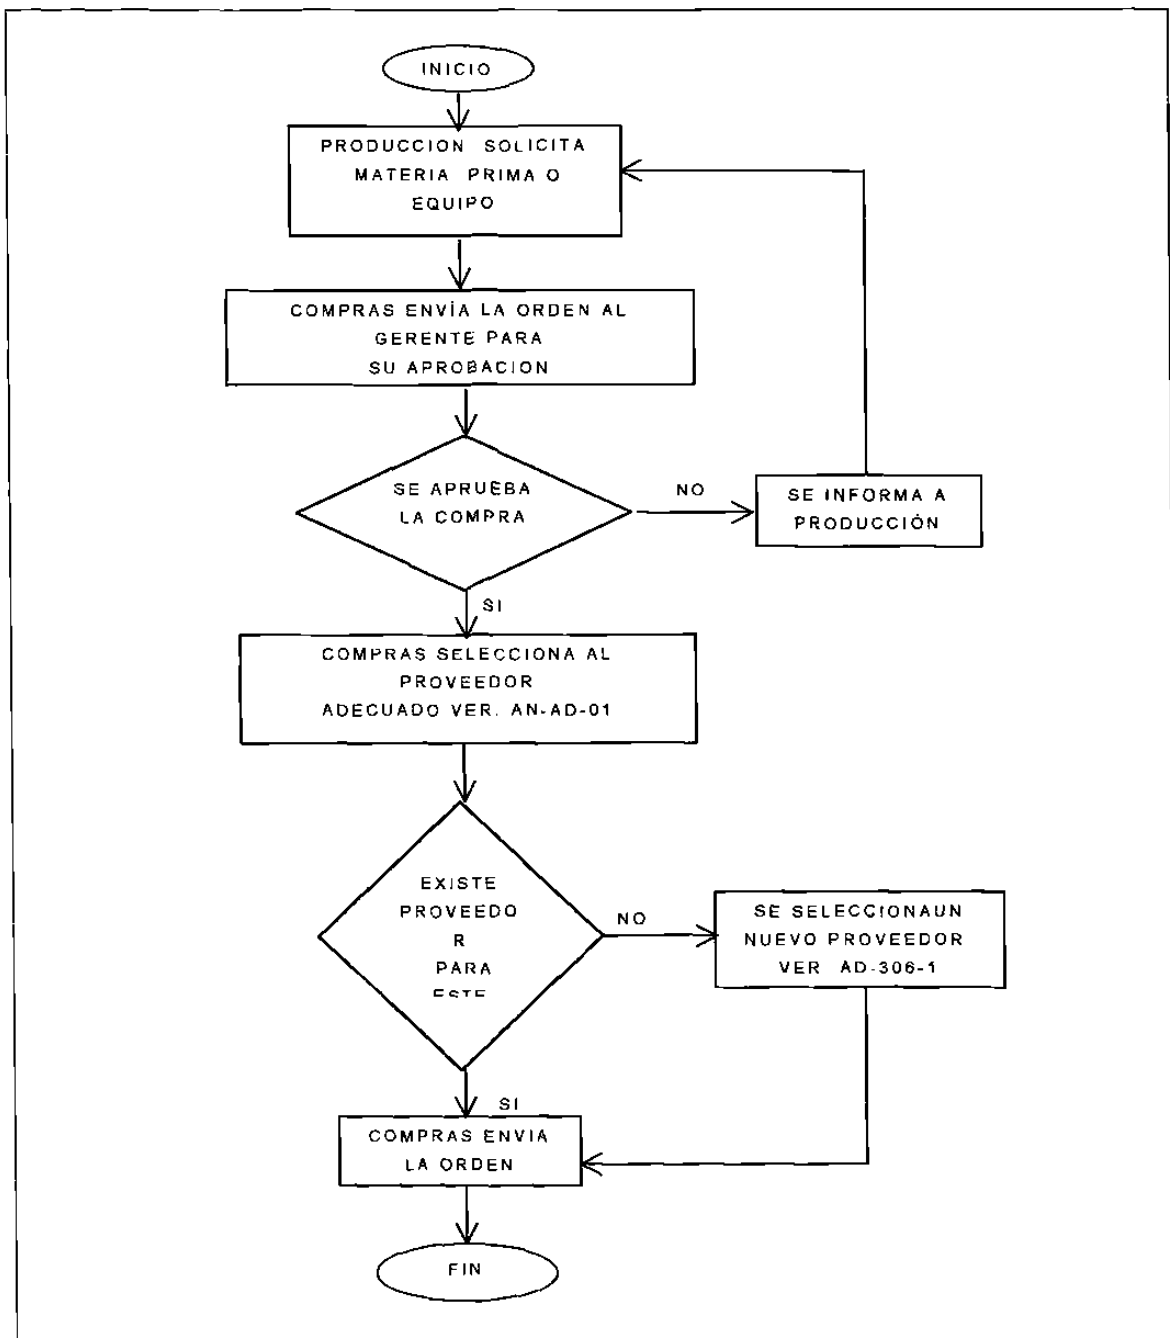 INICIO
PRODUCCION SOLICITA
MATERIA PRIMA O
EQUIPO
COMPRAS ENVÍA LA ORDEN AL
GERENTE PARA
SU APROBACION
SE APRUEBA
LA COMPRA
NO
SE INFORMA A
PRODUCCIÓN
SI
COMPRAS SELECCIONA AL
PROVEEDOR
ADECUADO VER. AN-AD-01
EXISTE
PROVEEDO
R
PARA
ESTE
NO
SE SELECCIONAUN
NUEVO PROVEEDOR
VER AD-306-1
SI
COMPRAS ENVIA
LA ORDEN
FIN